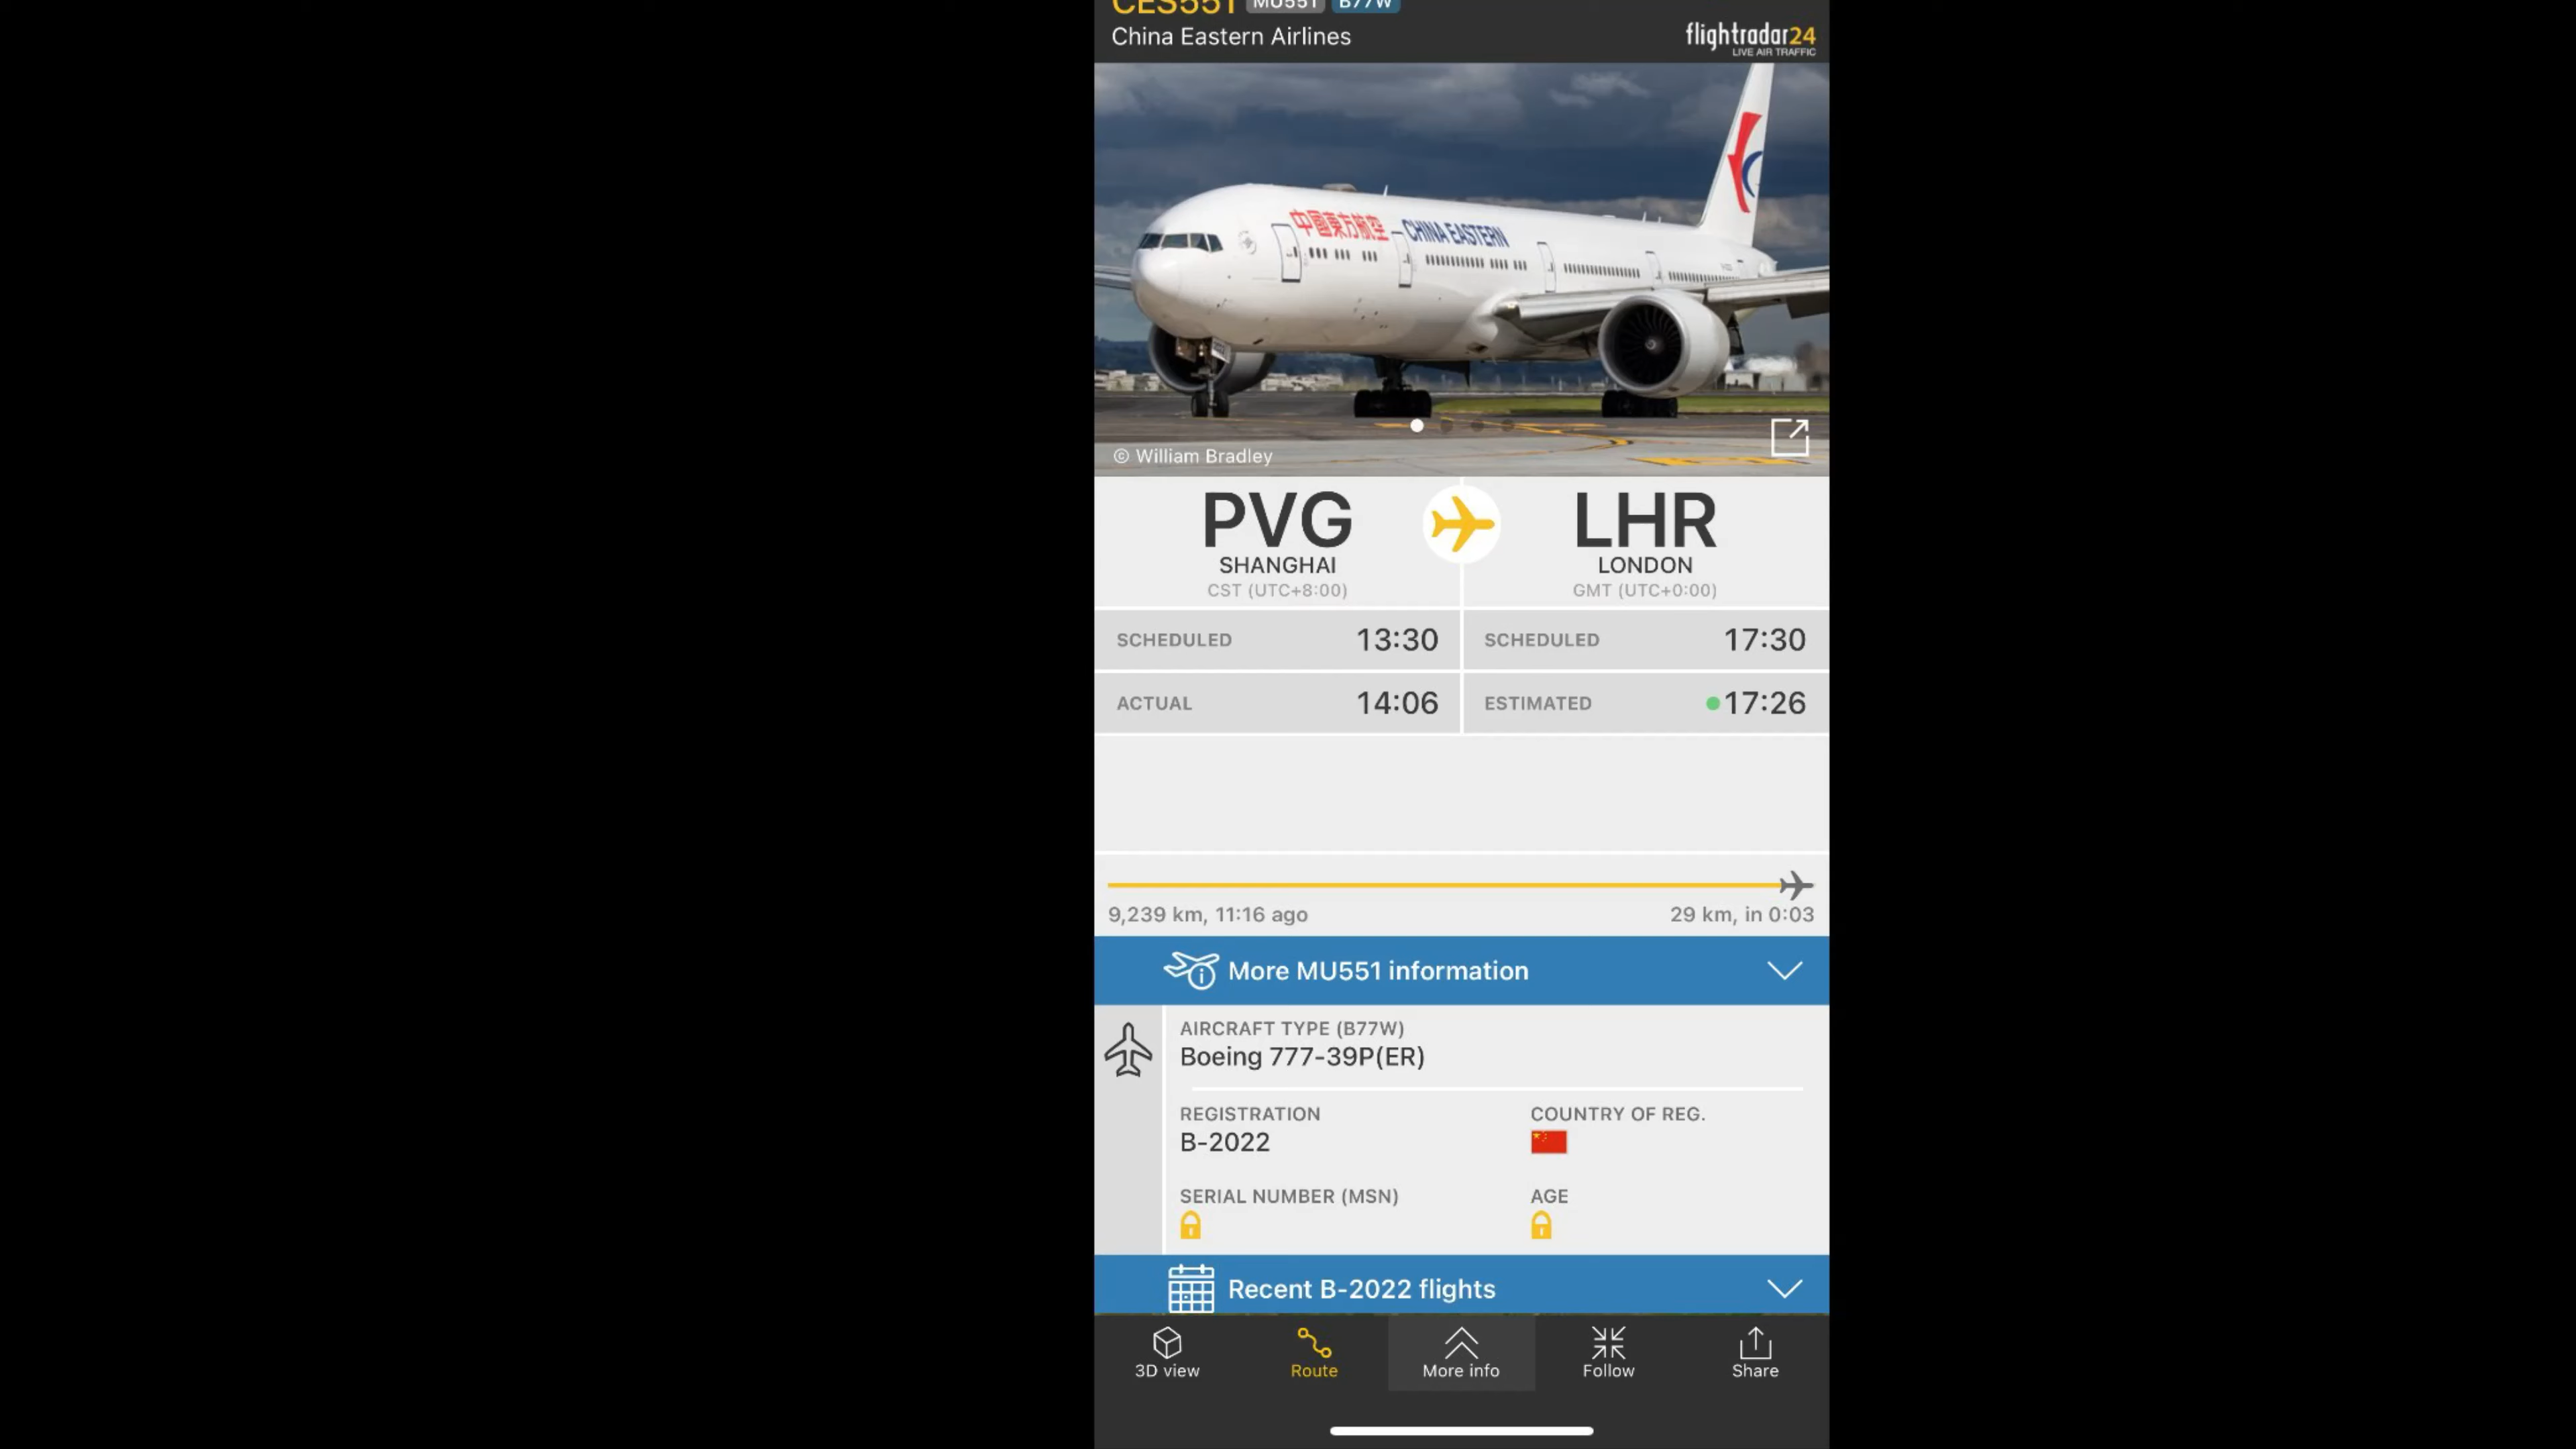 CES551 MU551 B77W
China Eastern Airlines
flightradar24
LIVE AIR TRAFFIC
中國東方航空 CHINA EASTERN
© William Bradley
PVG
SHANGHAI
CST (UTC+8:00)
LHR
LONDON
GMT (UTC+0:00)
SCHEDULED 13:30 SCHEDULED 17:30
ACTUAL 14:06 ESTIMATED 17:26
9,239 km, 11:16 ago 29 km, in 0:03
More MU551 information
AIRCRAFT TYPE (B77W)
Boeing 777-39P(ER)
REGISTRATION COUNTRY OF REG.
B-2022
SERIAL NUMBER (MSN) AGE
Recent B-2022 flights
3D view Route More info Follow Share